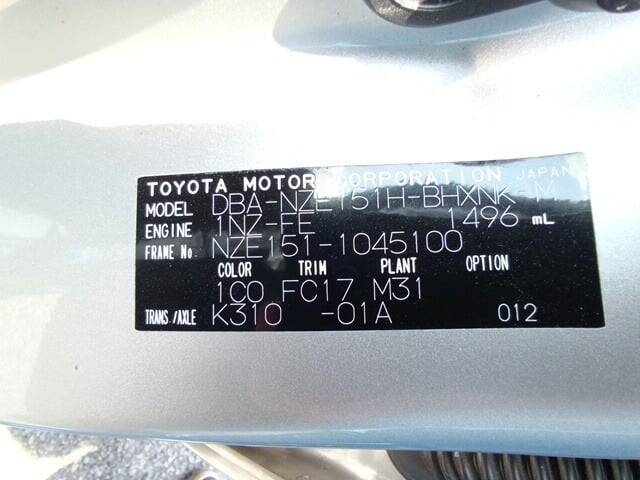 TOYOTA MOTOR CORPORATION JAPAN
MODEL DBA-NZE151H-BHXNK-M
ENGINE 1NZ-FE 1496 mL
FRAME No. NZE151-1045100
COLOR TRIM PLANT OPTION
1C0 FC17 M31
TRANS./AXLE K310 -01A 012